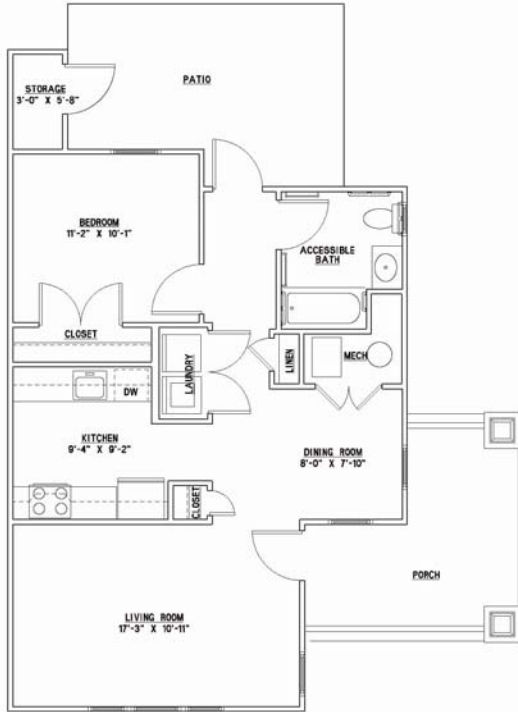 PATIO
STORAGE
3'-0" X 5'-8"
BEDROOM
11'-2" X 10'-1"
ACCESSIBLE
BATH
CLOSET
LAUNDRY
LINEN
MECH
DW
KITCHEN
9'-4" X 9'-2"
DINING ROOM
8'-0" X 7'-10"
CLOSET
PORCH
LIVING ROOM
17'-3" X 10'-11"